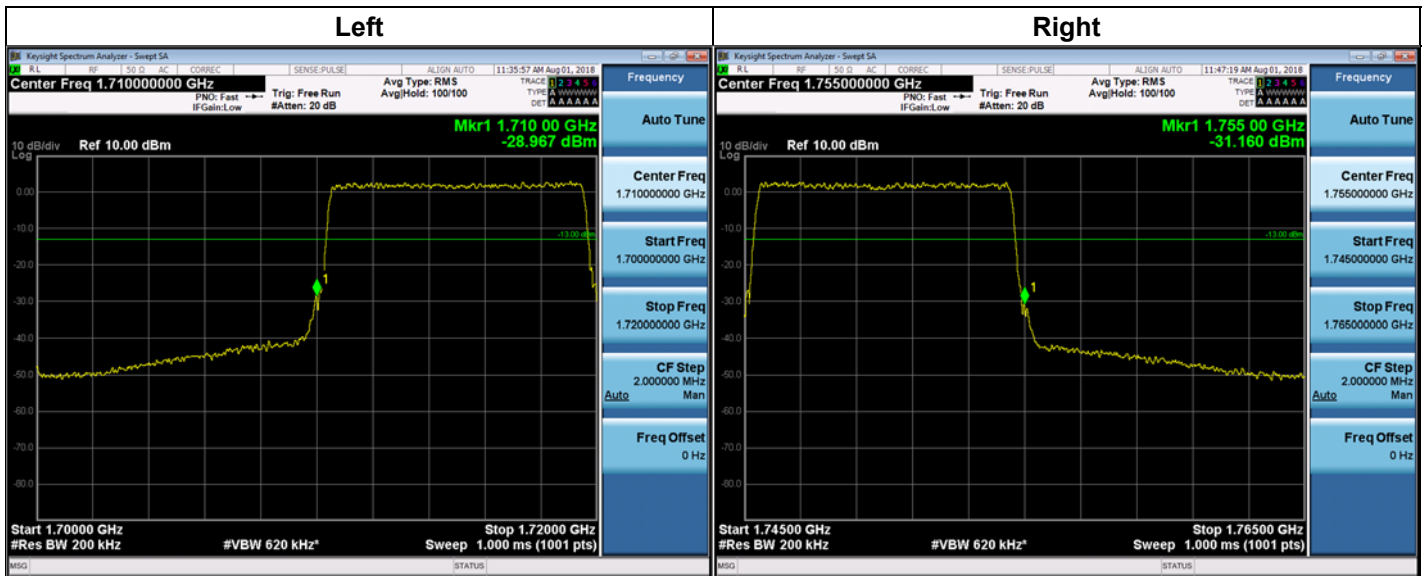 Left
Right
Keysight Spectrum Analyzer - Swept SA
RL RF 50 Ω AC CORREC SENSE:PULSE ALIGN AUTO 11:35:57 AM Aug 01, 2018
Center Freq 1.710000000 GHz
PNO: Fast
IFGain:Low
Trig: Free Run
#Atten: 20 dB
Avg Type: RMS
Avg|Hold: 100/100
TRACE 1 2 3 4 5 6
TYPE A WWWWW
DET A A A A A A
Mkr1 1.710 00 GHz
-28.967 dBm
10 dB/div Ref 10.00 dBm
Log
0.00
-10.0
-20.0
-30.0
-40.0
-50.0
-60.0
-70.0
-80.0
-13.00 dBm
1
Start 1.70000 GHz
Stop 1.72000 GHz
#Res BW 200 kHz
#VBW 620 kHz*
Sweep 1.000 ms (1001 pts)
MSG
STATUS
Frequency
Auto Tune
Center Freq
1.710000000 GHz
Start Freq
1.700000000 GHz
Stop Freq
1.720000000 GHz
CF Step
2.000000 MHz
Auto Man
Freq Offset
0 Hz
Keysight Spectrum Analyzer - Swept SA
RL RF 50 Ω AC CORREC SENSE:PULSE ALIGN AUTO 11:47:19 AM Aug 01, 2018
Center Freq 1.755000000 GHz
PNO: Fast
IFGain:Low
Trig: Free Run
#Atten: 20 dB
Avg Type: RMS
Avg|Hold: 100/100
TRACE 1 2 3 4 5 6
TYPE A WWWWW
DET A A A A A A
Mkr1 1.755 00 GHz
-31.160 dBm
10 dB/div Ref 10.00 dBm
Log
0.00
-10.0
-20.0
-30.0
-40.0
-50.0
-60.0
-70.0
-80.0
-13.00 dBm
1
Start 1.74500 GHz
Stop 1.76500 GHz
#Res BW 200 kHz
#VBW 620 kHz*
Sweep 1.000 ms (1001 pts)
MSG
STATUS
Frequency
Auto Tune
Center Freq
1.755000000 GHz
Start Freq
1.745000000 GHz
Stop Freq
1.765000000 GHz
CF Step
2.000000 MHz
Auto Man
Freq Offset
0 Hz